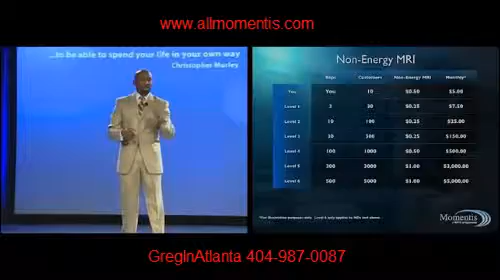 www.allmomentis.com
...to be able to spend your life in your own way
Christopher Morley
Non-Energy MRI
Reps Customers Non-Energy MRI Monthly*
You You 10 $0.50 $5.00
Level 1 3 30 $0.25 $7.50
Level 2 10 100 $0.25 $25.00
Level 3 30 300 $0.25 $150.00
Level 4 100 1000 $0.50 $500.00
Level 5 300 3000 $1.00 $3,000.00
Level 6 500 5000 $1.00 $5,000.00
*For illustrative purposes only.
Momentis
GregInAtlanta 404-987-0087